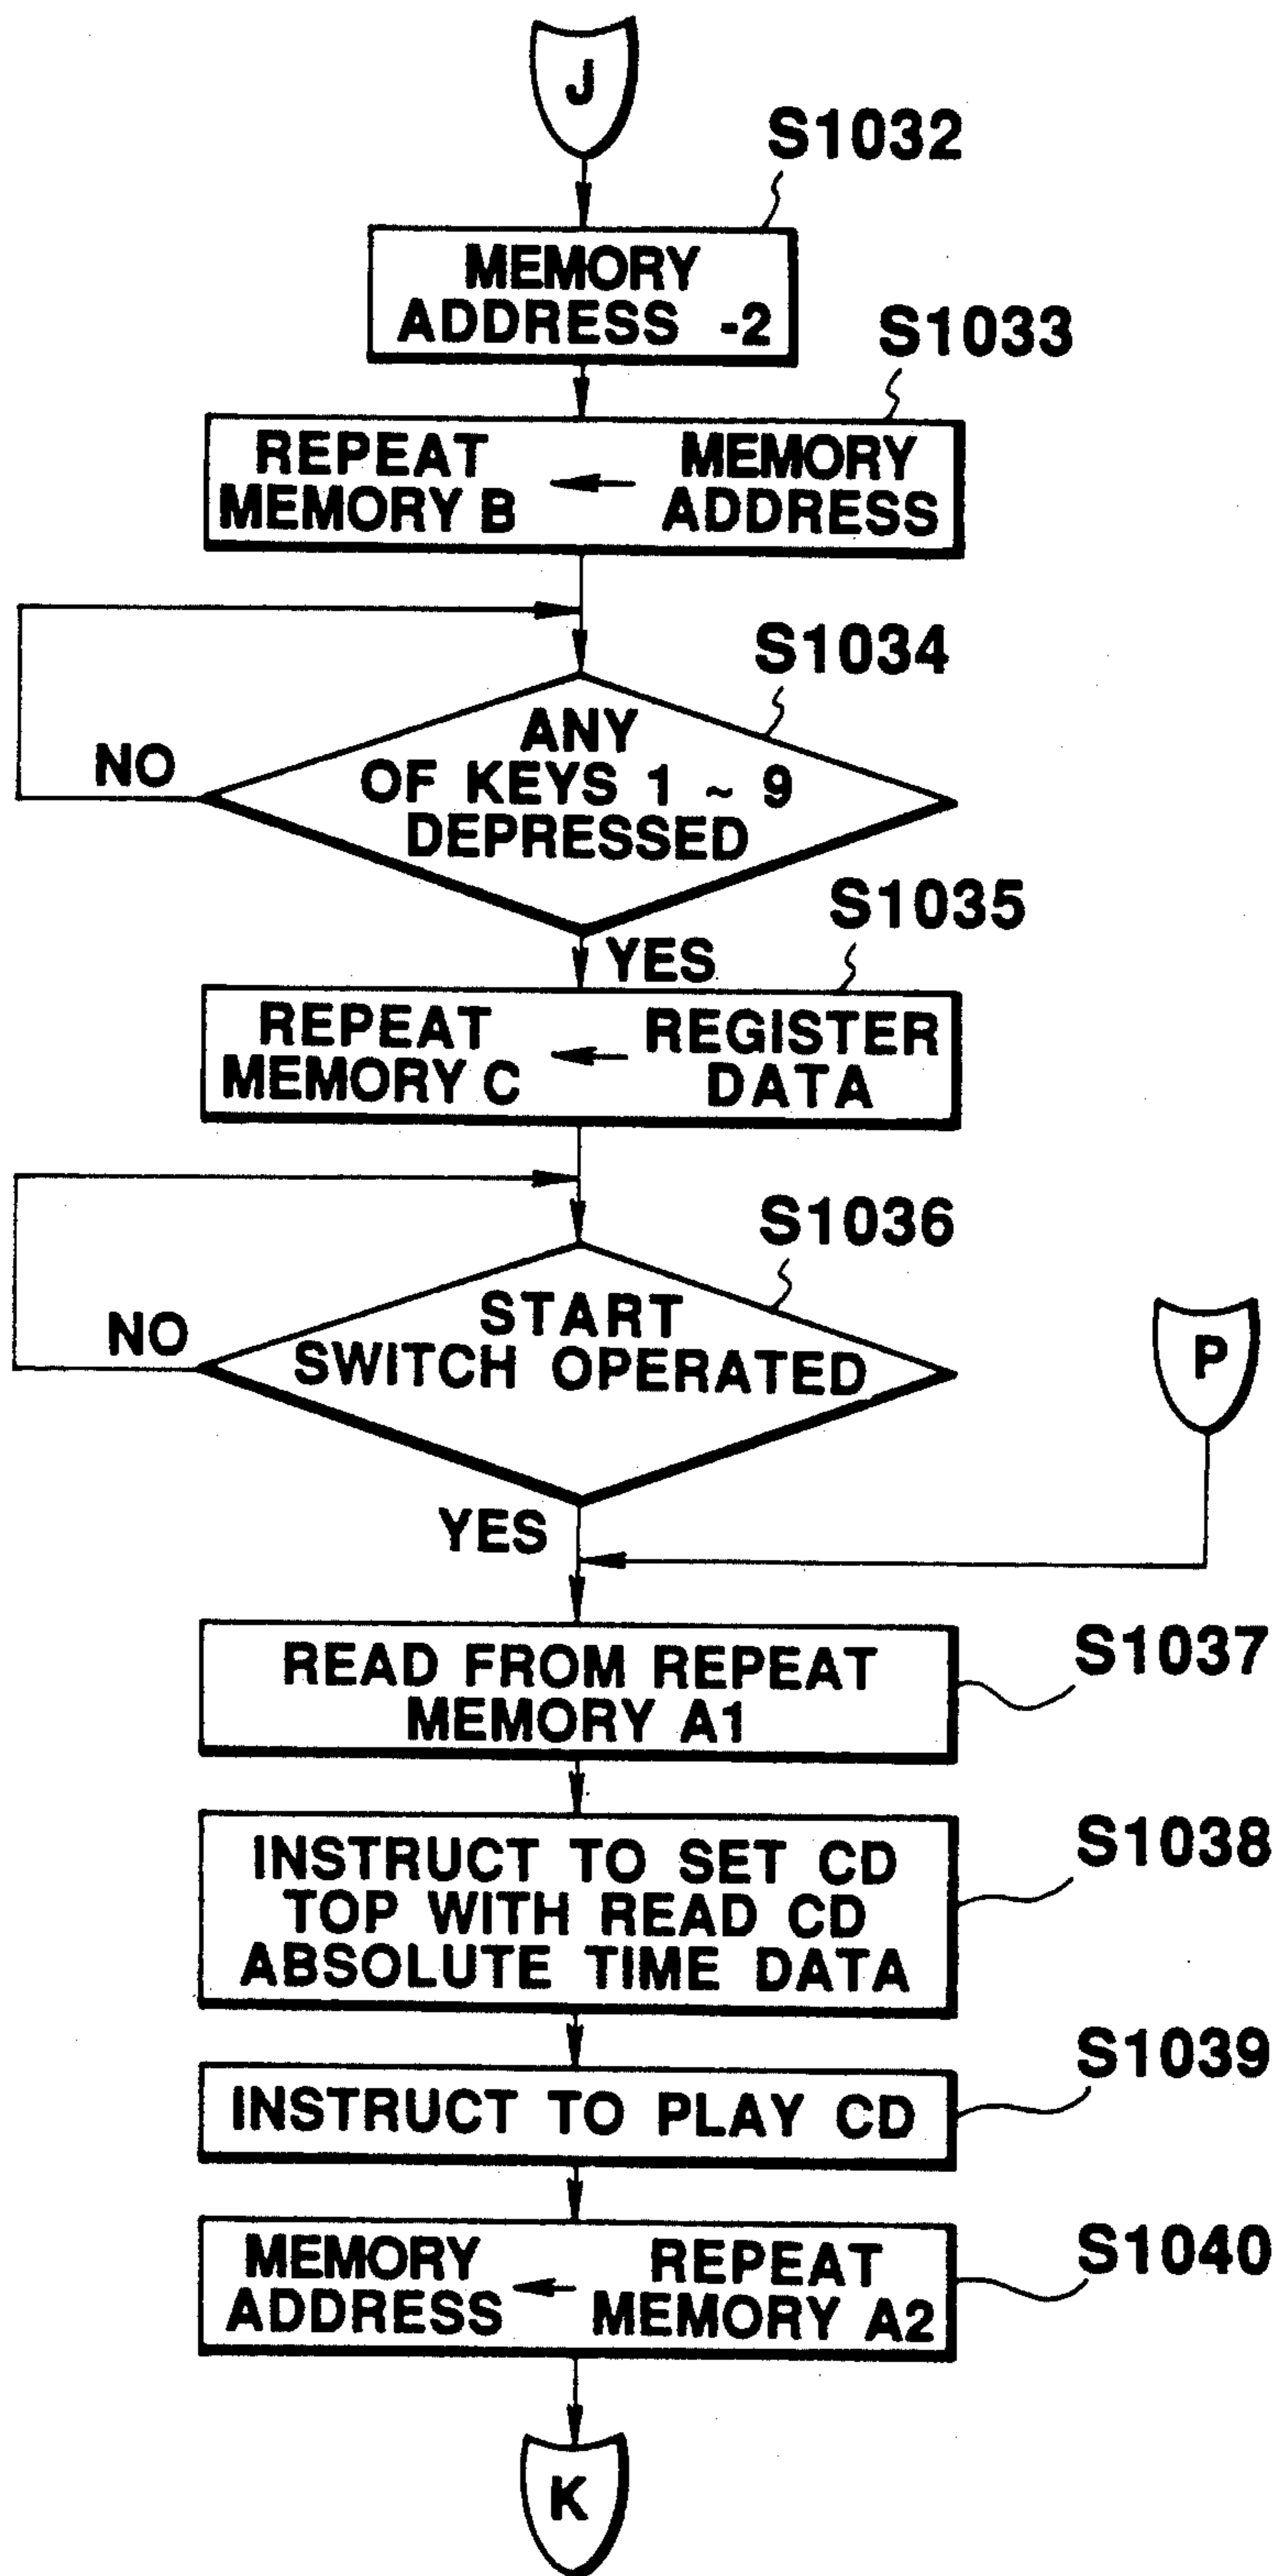 J
S1032
MEMORY
ADDRESS -2
S1033
REPEAT
MEMORY B
←
MEMORY
ADDRESS
S1034
ANY
OF KEYS 1 ~ 9
DEPRESSED
NO
YES
S1035
REPEAT
MEMORY C
←
REGISTER
DATA
S1036
START
SWITCH OPERATED
NO
YES
P
S1037
READ FROM REPEAT
MEMORY A1
S1038
INSTRUCT TO SET CD
TOP WITH READ CD
ABSOLUTE TIME DATA
S1039
INSTRUCT TO PLAY CD
S1040
MEMORY
ADDRESS
←
REPEAT
MEMORY A2
K